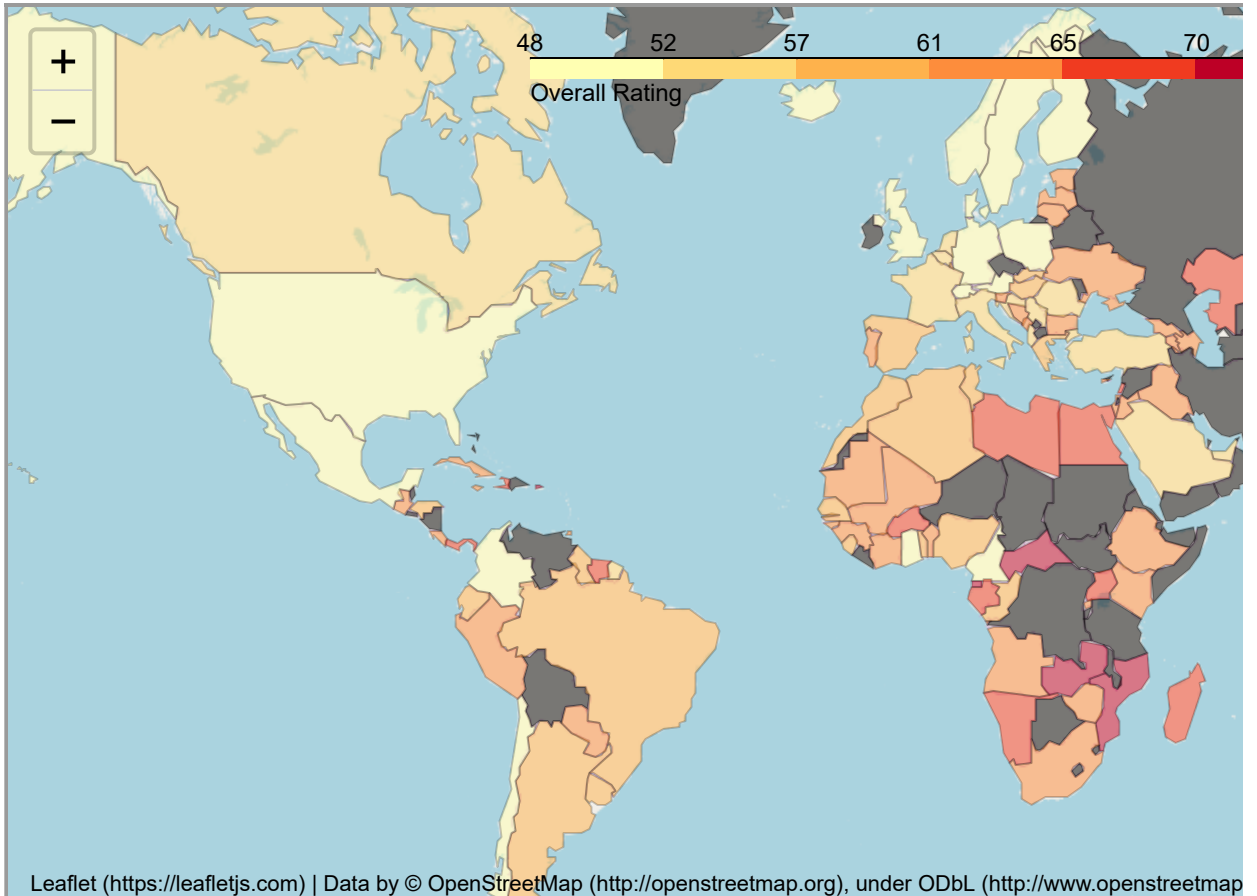 +
−
48 52 57 61 65 70
Overall Rating
Leaflet (https://leafletjs.com) | Data by © OpenStreetMap (http://openstreetmap.org), under ODbL (http://www.openstreetmap